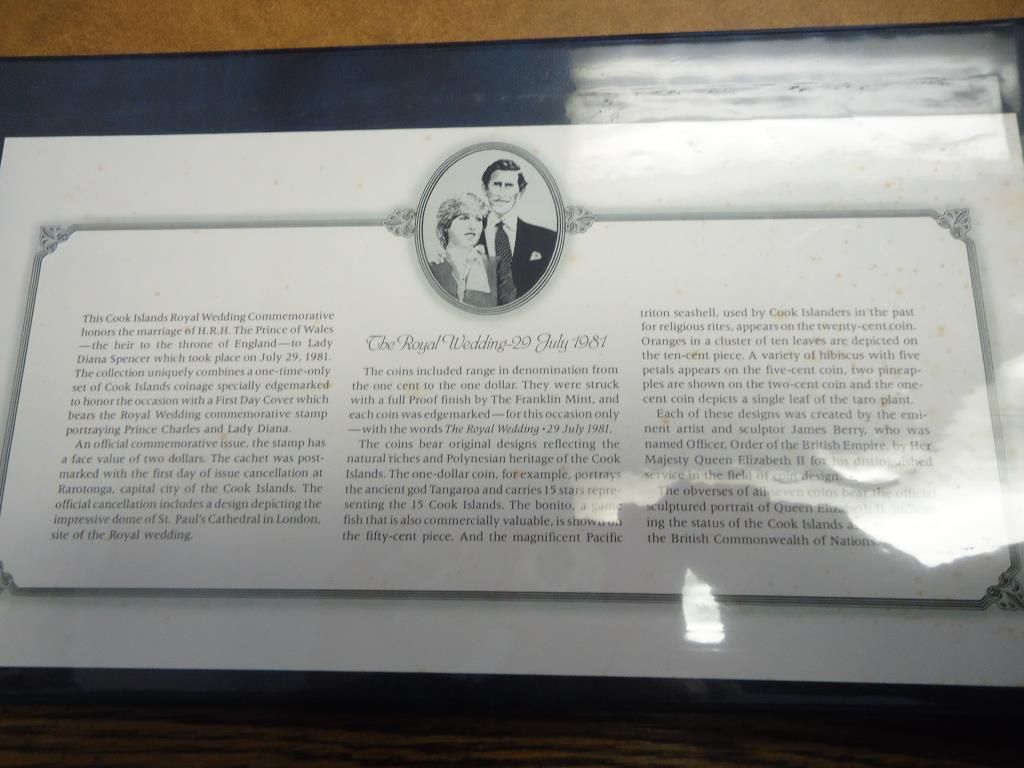 This Cook Islands Royal Wedding Commemorative
honors the marriage of H.R.H. The Prince of Wales
—the heir to the throne of England—to Lady
Diana Spencer which took place on July 29, 1981.
The collection uniquely combines a one-time-only
set of Cook Islands coinage specially edgemarked
to honor the occasion with a First Day Cover which
bears the Royal Wedding commemorative stamp
portraying Prince Charles and Lady Diana.
An official commemorative issue, the stamp has
a face value of two dollars. The cachet was post-
marked with the first day of issue cancellation at
Rarotonga, capital city of the Cook Islands. The
official cancellation includes a design depicting the
impressive dome of St. Paul's Cathedral in London,
site of the Royal wedding.
The Royal Wedding-29 July 1981
The coins included range in denomination from
the one cent to the one dollar. They were struck
with a full Proof finish by The Franklin Mint, and
each coin was edgemarked—for this occasion only
—with the words The Royal Wedding • 29 July 1981.
The coins bear original designs reflecting the
natural riches and Polynesian heritage of the Cook
Islands. The one-dollar coin, for example, portrays
the ancient god Tangaroa and carries 15 stars repre-
senting the 15 Cook Islands. The bonito, a game
fish that is also commercially valuable, is shown on
the fifty-cent piece. And the magnificent Pacific
triton seashell, used by Cook Islanders in the past
for religious rites, appears on the twenty-cent coin.
Oranges in a cluster of ten leaves are depicted on
the ten-cent piece. A variety of hibiscus with five
petals appears on the five-cent coin, two pineap-
ples are shown on the two-cent coin and the one-
cent coin depicts a single leaf of the taro plant.
Each of these designs was created by the emi-
nent artist and sculptor James Berry, who was
named Officer, Order of the British Empire, by Her
Majesty Queen Elizabeth II for his distinguished
service in the field of coin design.
The obverses of all seven coins bear the official
sculptured portrait of Queen Elizabeth II,
ing the status of the Cook Islands
the British Commonwealth of Nations.